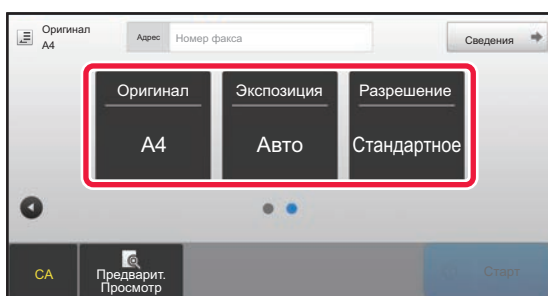 Оригинал
A4
Адрес
Номер факса
Сведения
Оригинал
Экспозиция
Разрешение
A4
Авто
Стандартное
CA
Предварит.
Просмотр
Старт